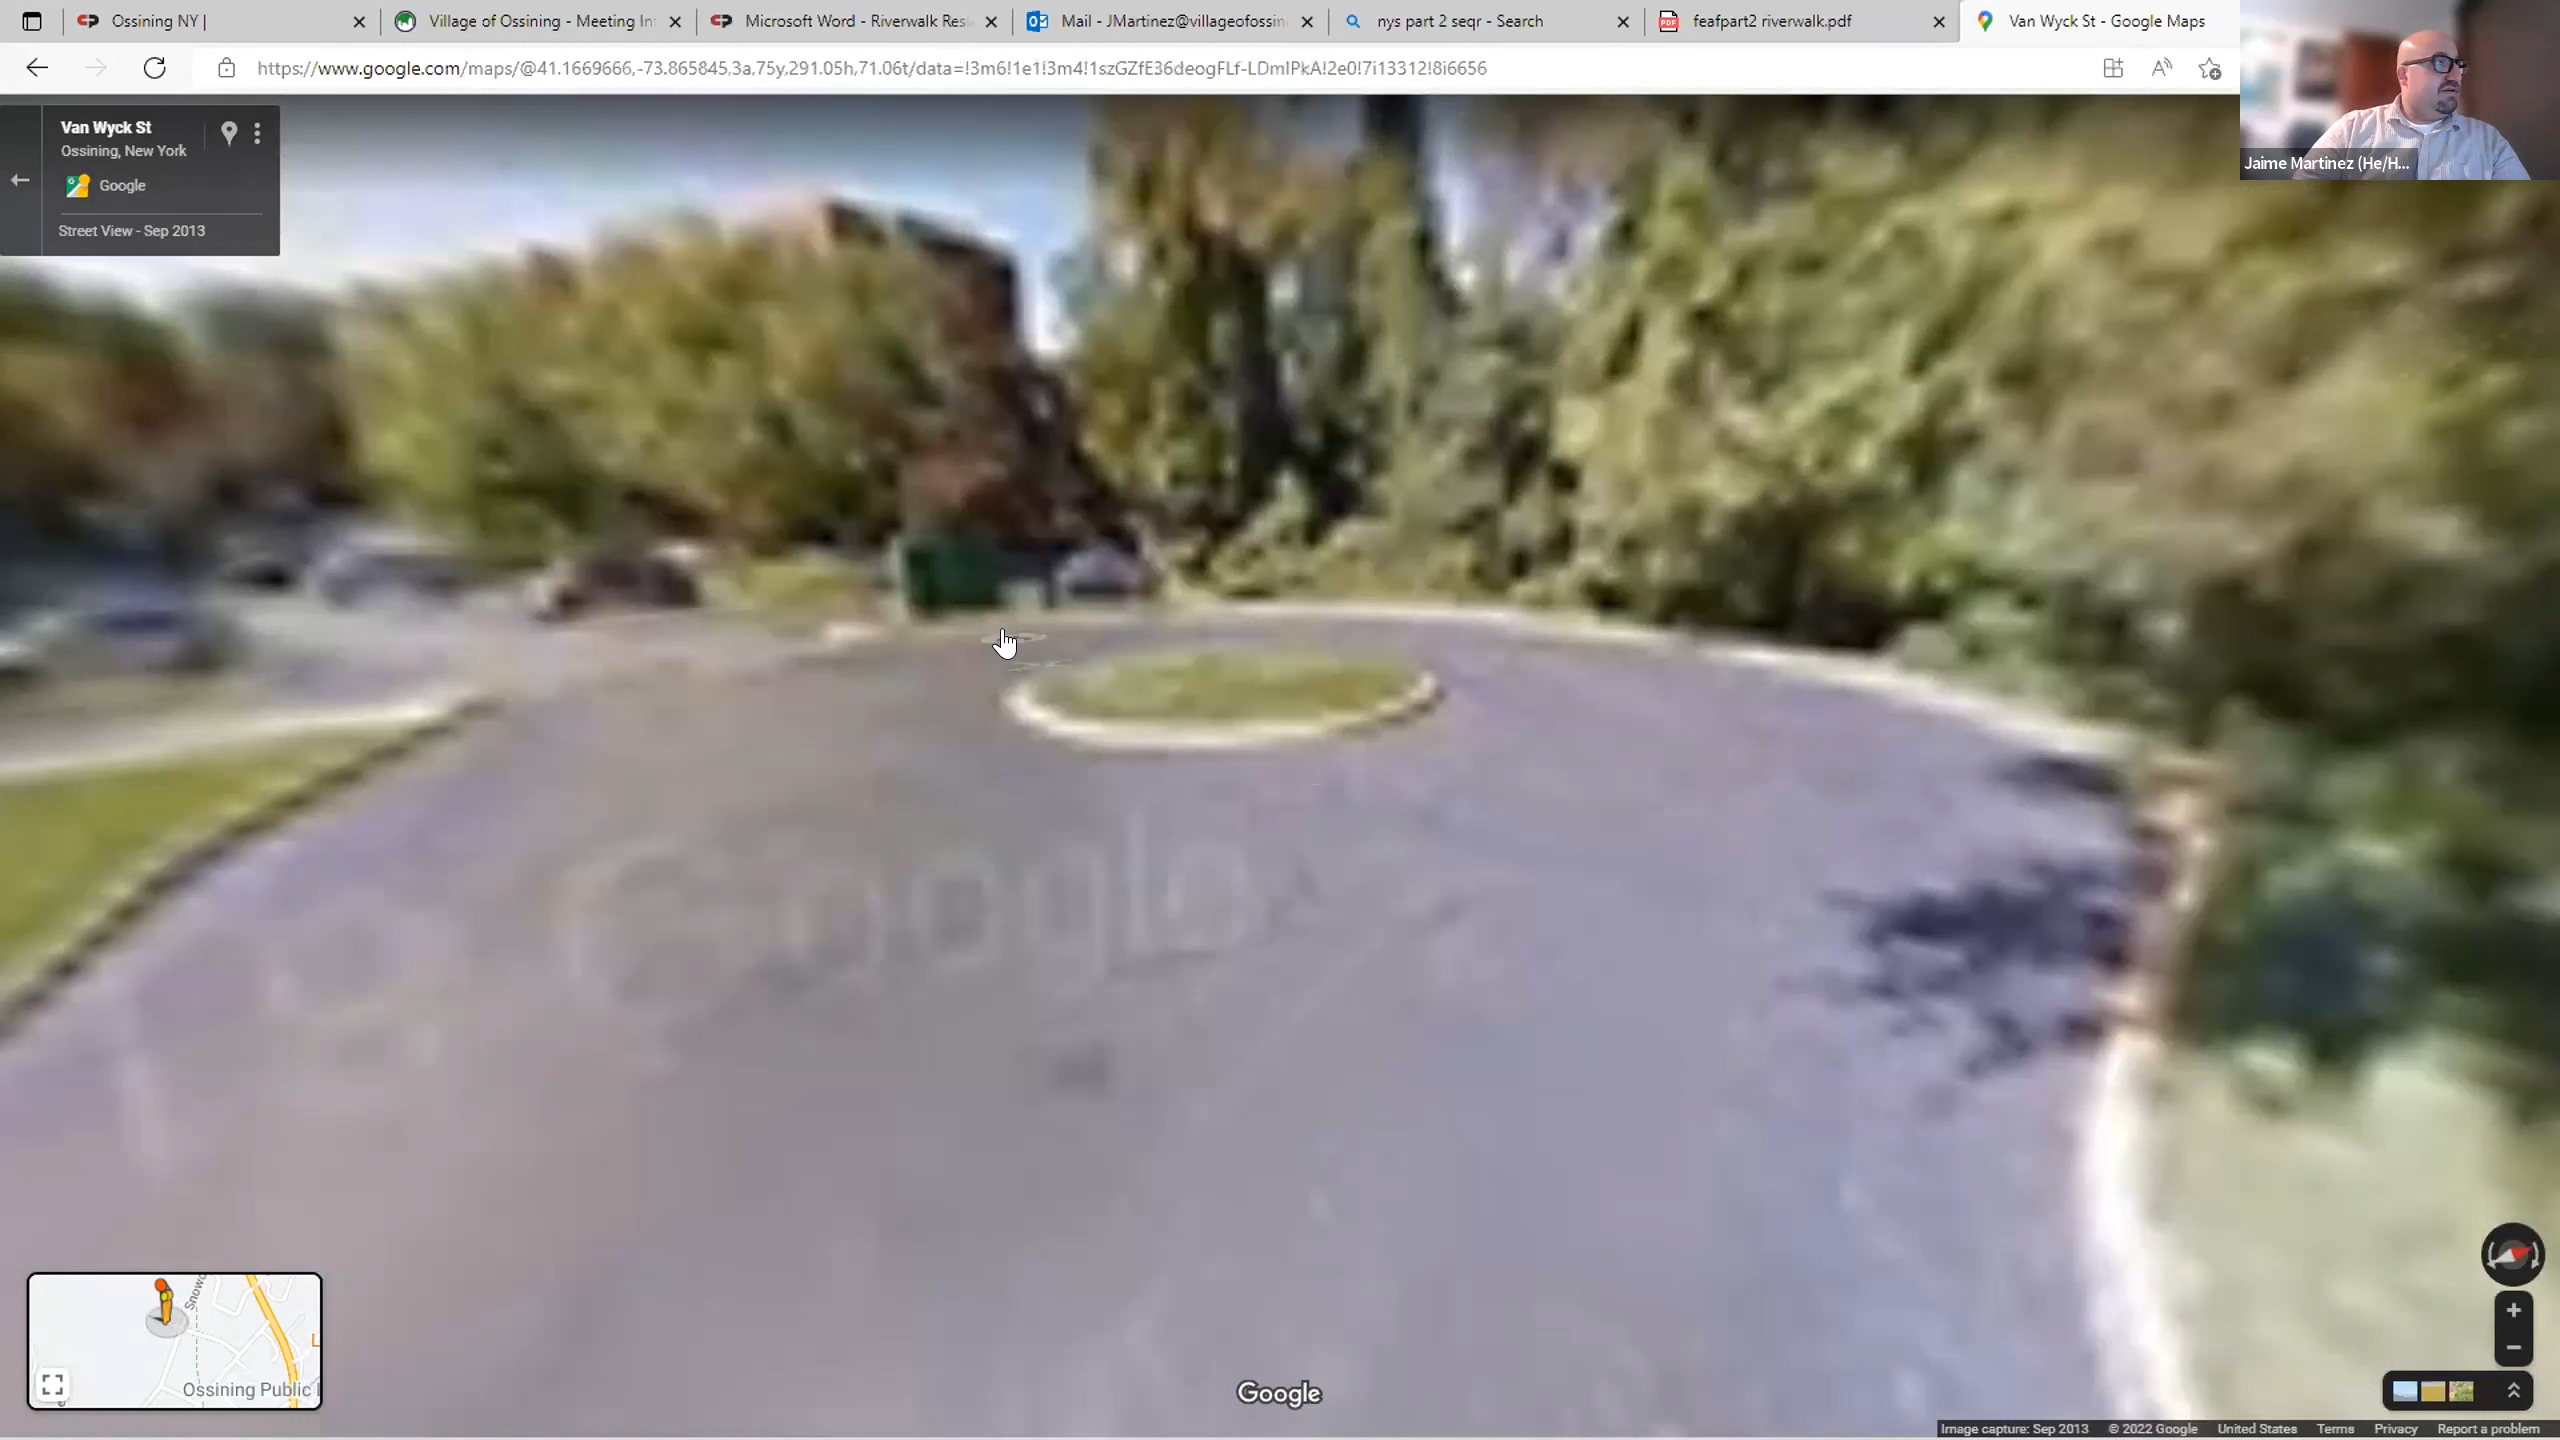 Ossining NY |
Village of Ossining - Meeting In
Microsoft Word - Riverwalk Resi
Mail - JMartinez@villageofossin
nys part 2 seqr - Search
feafpart2 riverwalk.pdf
Van Wyck St - Google Maps
https://www.google.com/maps/@41.1669666,-73.865845,3a,75y,291.05h,71.06t/data=!3m6!1e1!3m4!1szGZfE36deogFLf-LDmIPkA!2e0!7i13312!8i6656
Jaime Martinez (He/H...
Van Wyck St
Ossining, New York
Google
Street View - Sep 2013
Google
Snowd
Ossining Public L
Google
Image capture: Sep 2013 © 2022 Google United States Terms Privacy Report a problem